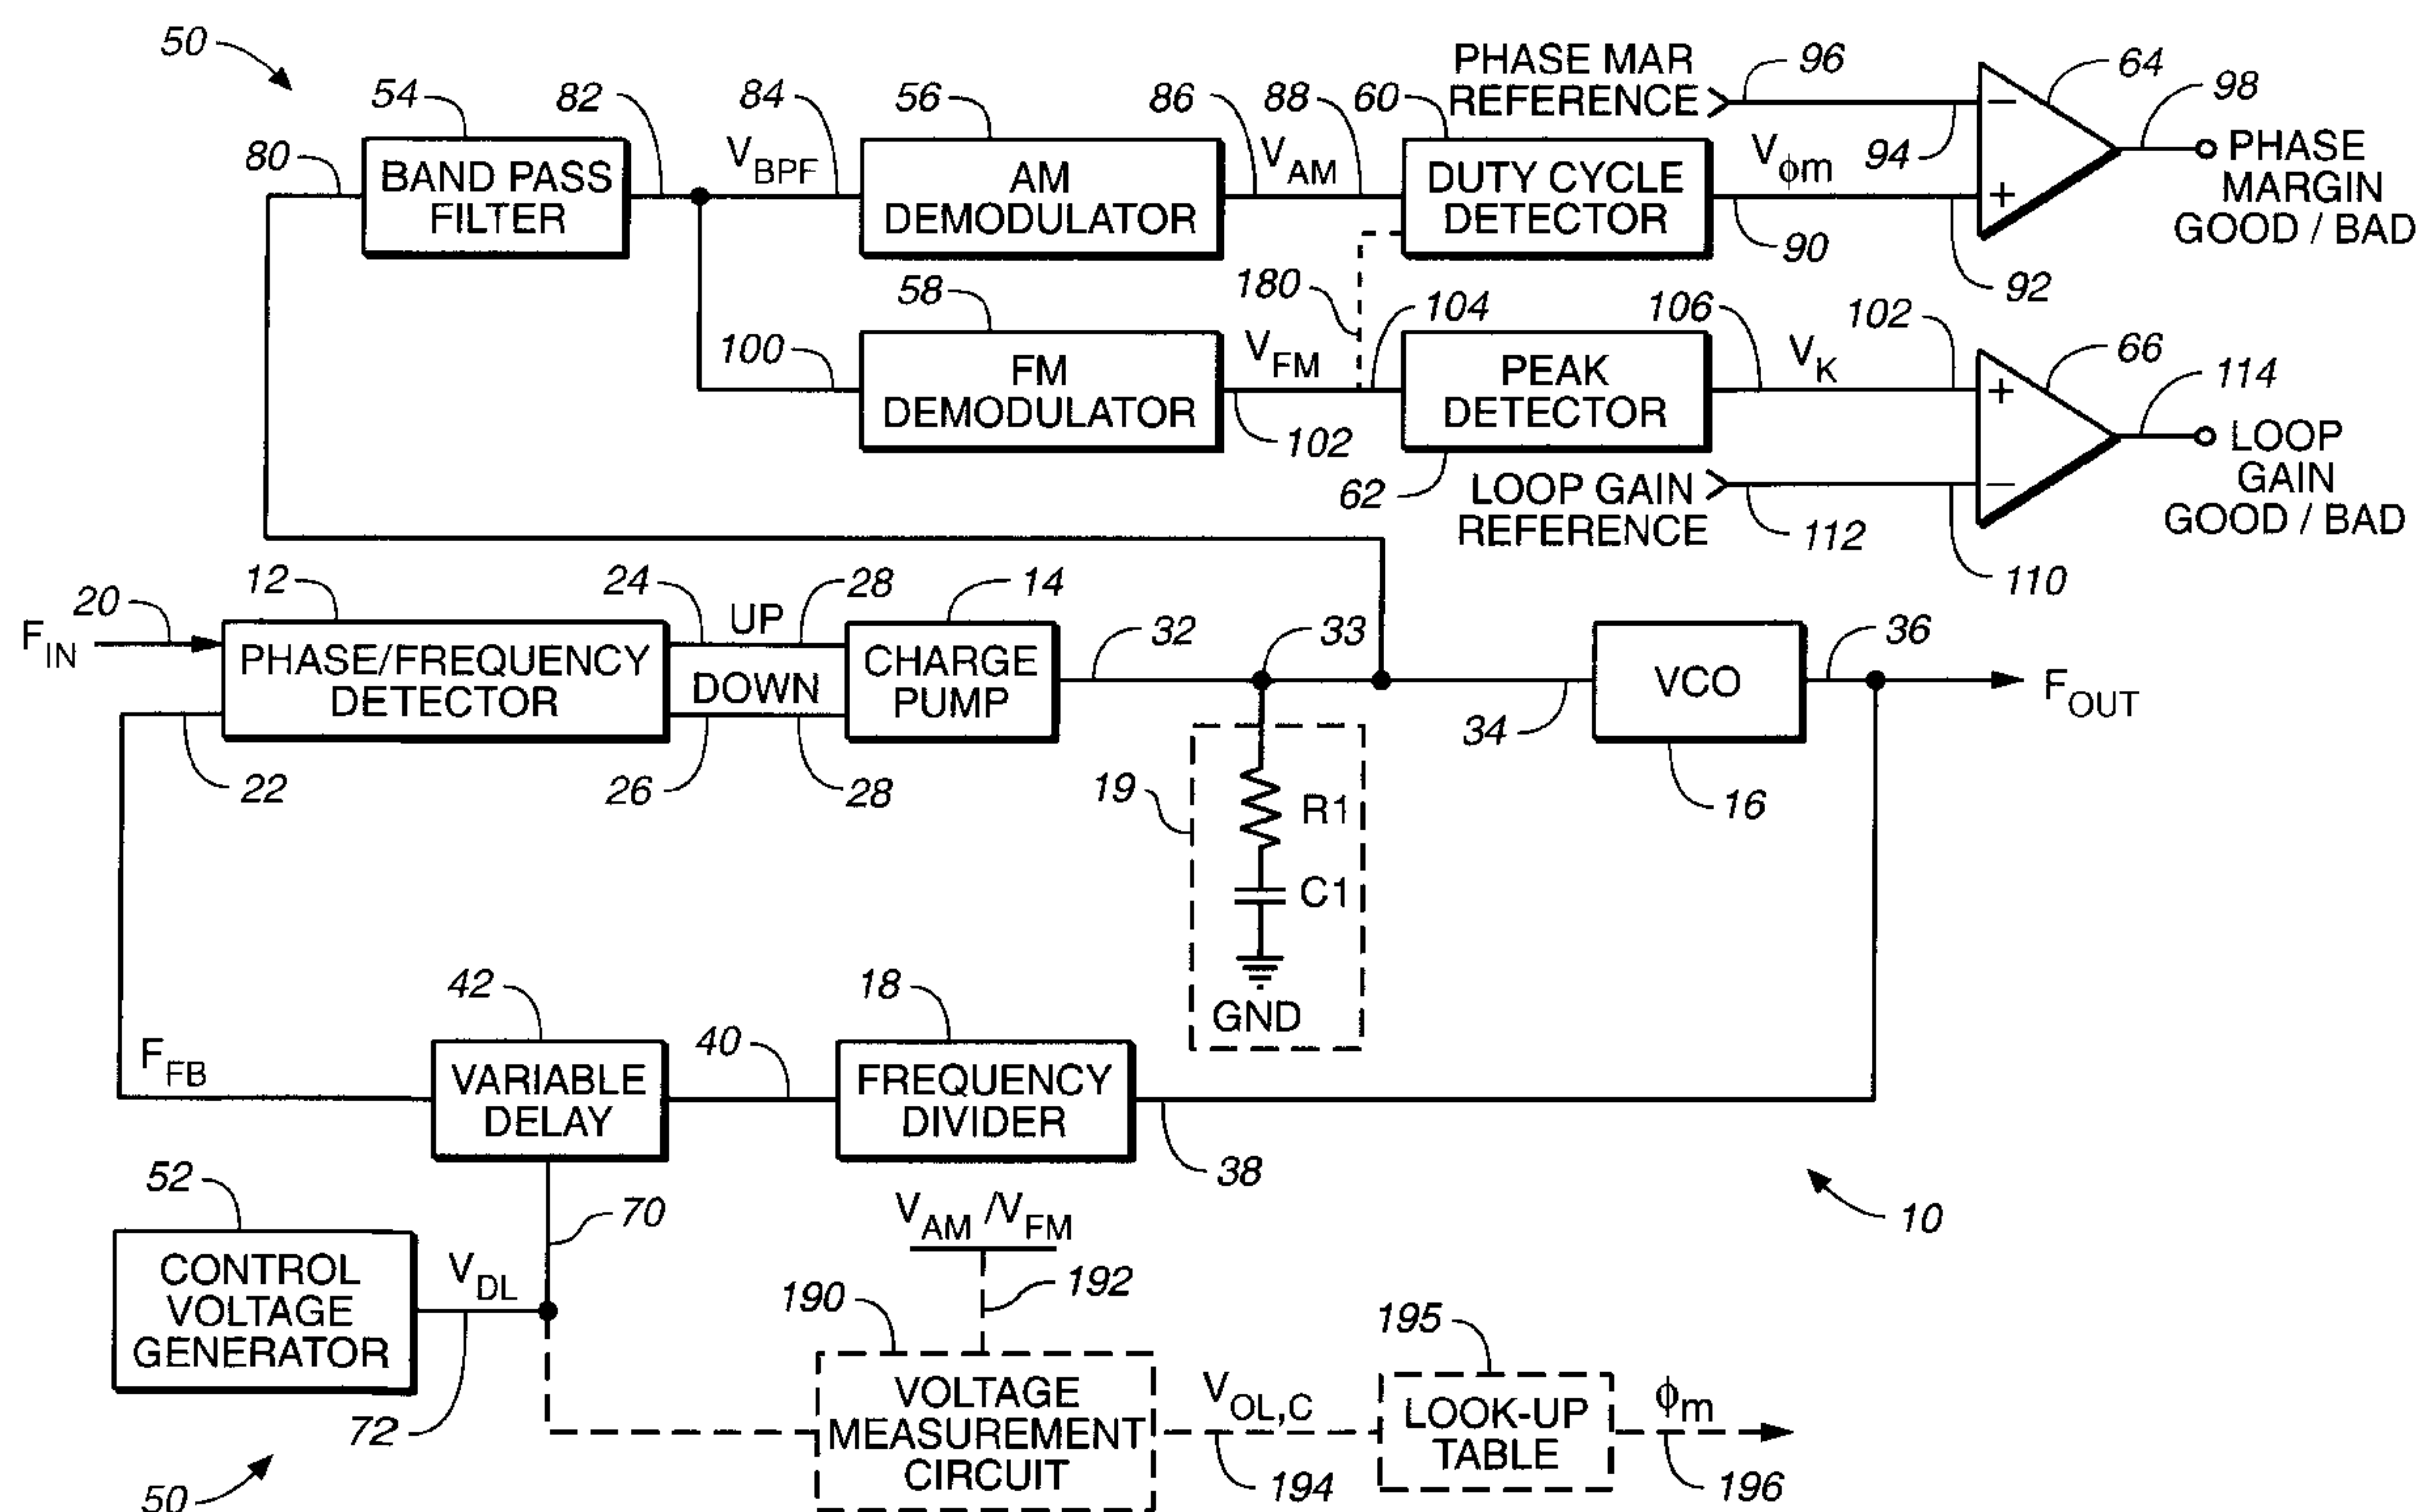 50
54
82
84
56
86
88
60
PHASE MAR
REFERENCE
96
64
98
80
BAND PASS
FILTER
V_BPF
AM
DEMODULATOR
V_AM
DUTY CYCLE
DETECTOR
V_ϕm
94
−
+
PHASE
MARGIN
GOOD / BAD
90
92
58
180
104
106
102
66
100
FM
DEMODULATOR
V_FM
PEAK
DETECTOR
V_K
+
−
114
102
62
LOOP GAIN
REFERENCE
112
110
LOOP
GAIN
GOOD / BAD
12
24
UP
28
14
20
F_IN
PHASE/FREQUENCY
DETECTOR
DOWN
CHARGE
PUMP
32
33
34
VCO
36
F_OUT
22
26
28
19
R1
C1
GND
16
42
40
18
F_FB
VARIABLE
DELAY
FREQUENCY
DIVIDER
38
52
70
V_AM /V_FM
10
CONTROL
VOLTAGE
GENERATOR
V_DL
72
190
192
VOLTAGE
MEASUREMENT
CIRCUIT
V_OL,C
194
195
LOOK-UP
TABLE
ϕm
196
50